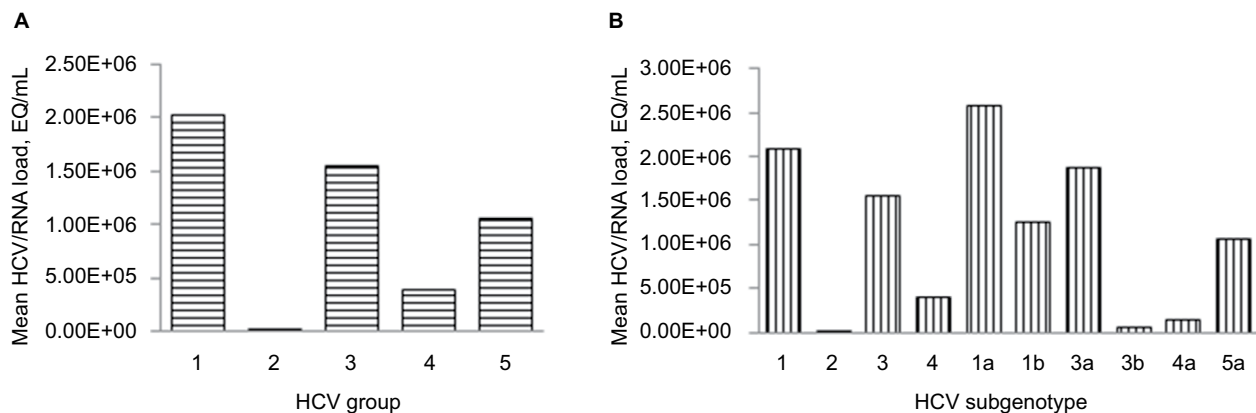 A
Mean HCV/RNA load, EQ/mL
2.50E+06
2.00E+06
1.50E+06
1.00E+06
5.00E+05
0.00E+00
1 2 3 4 5
HCV group
B
Mean HCV/RNA load, EQ/mL
3.00E+06
2.50E+06
2.00E+06
1.50E+06
1.00E+06
5.00E+05
0.00E+00
1 2 3 4 1a 1b 3a 3b 4a 5a
HCV subgenotype